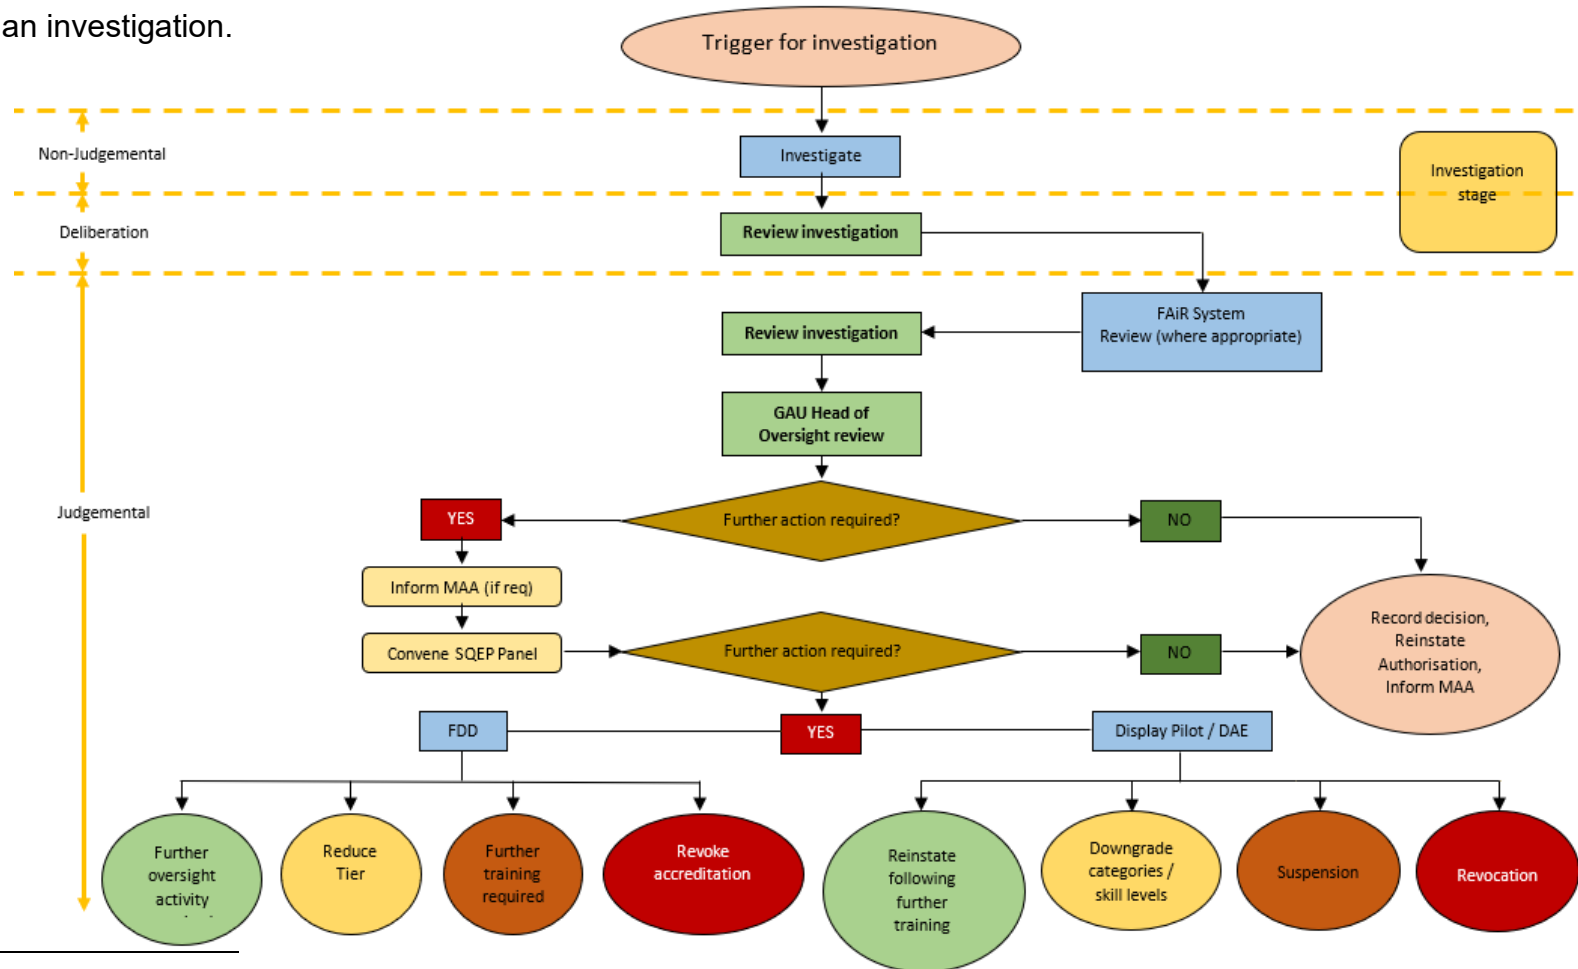 an investigation.
Trigger for investigation
Non-Judgemental
Investigate
Investigation
stage
Deliberation
Review investigation
FAiR System
Review (where appropriate)
Review investigation
GAU Head of
Oversight review
Judgemental
YES
Further action required?
NO
Inform MAA (if req)
Convene SQEP Panel
Further action required?
NO
Record decision,
Reinstate
Authorisation,
Inform MAA
FDD
YES
Display Pilot / DAE
Further
oversight
activity
Reduce
Tier
Further
training
required
Revoke
accreditation
Reinstate
following
further
training
Downgrade
categories /
skill levels
Suspension
Revocation